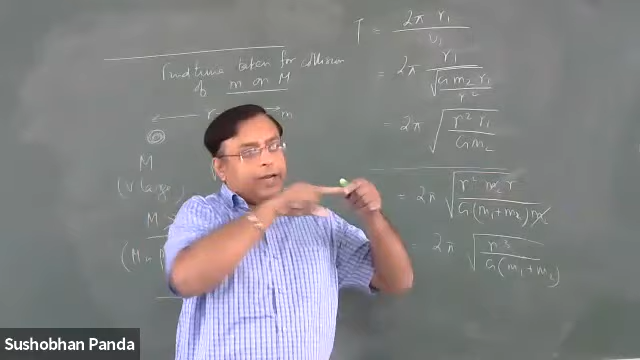 Find time taken for collision
of m on M
r
m
M
(V large)
M
T = 2π r₁ / v₁
= 2π r₁ / √(G m₂ r₁ / r²)
= 2π √(r² r₁ / G m₂)
= 2π √(r² m₂ r / G(m₁+m₂) m₂)
= 2π √(r³ / G(m₁+m₂))
Sushobhan Panda